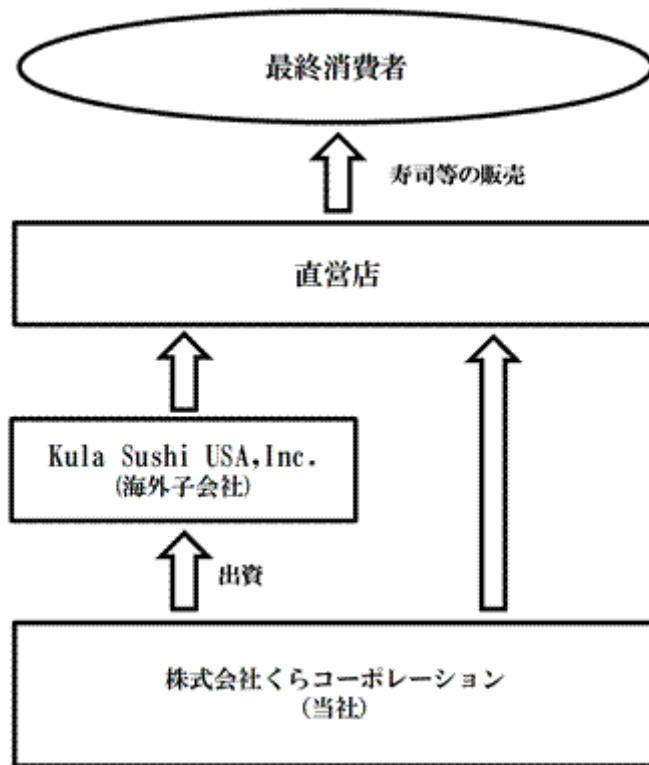 最終消費者
寿司等の販売
直営店
Kula Sushi USA,Inc.
(海外子会社)
出資
株式会社くらコーポレーション
(当社)